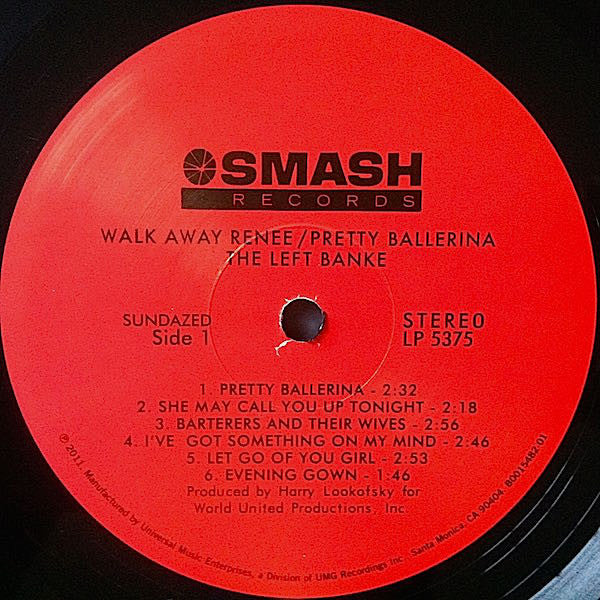 SMASH
RECORDS
WALK AWAY RENEE/PRETTY BALLERINA
THE LEFT BANKE
SUNDAZED
Side 1
STEREO
LP 5375
1. PRETTY BALLERINA - 2:32
2. SHE MAY CALL YOU UP TONIGHT - 2:18
3. BARTERERS AND THEIR WIVES - 2:56
4. I'VE GOT SOMETHING ON MY MIND - 2:46
5. LET GO OF YOU GIRL - 2:53
6. EVENING GOWN - 1:46
Produced by Harry Lookofsky for
World United Productions, Inc.
℗ 2011. Manufactured by Universal Music Enterprises, a Division of UMG Recordings Inc. Santa Monica, CA 90404. B0015482 01